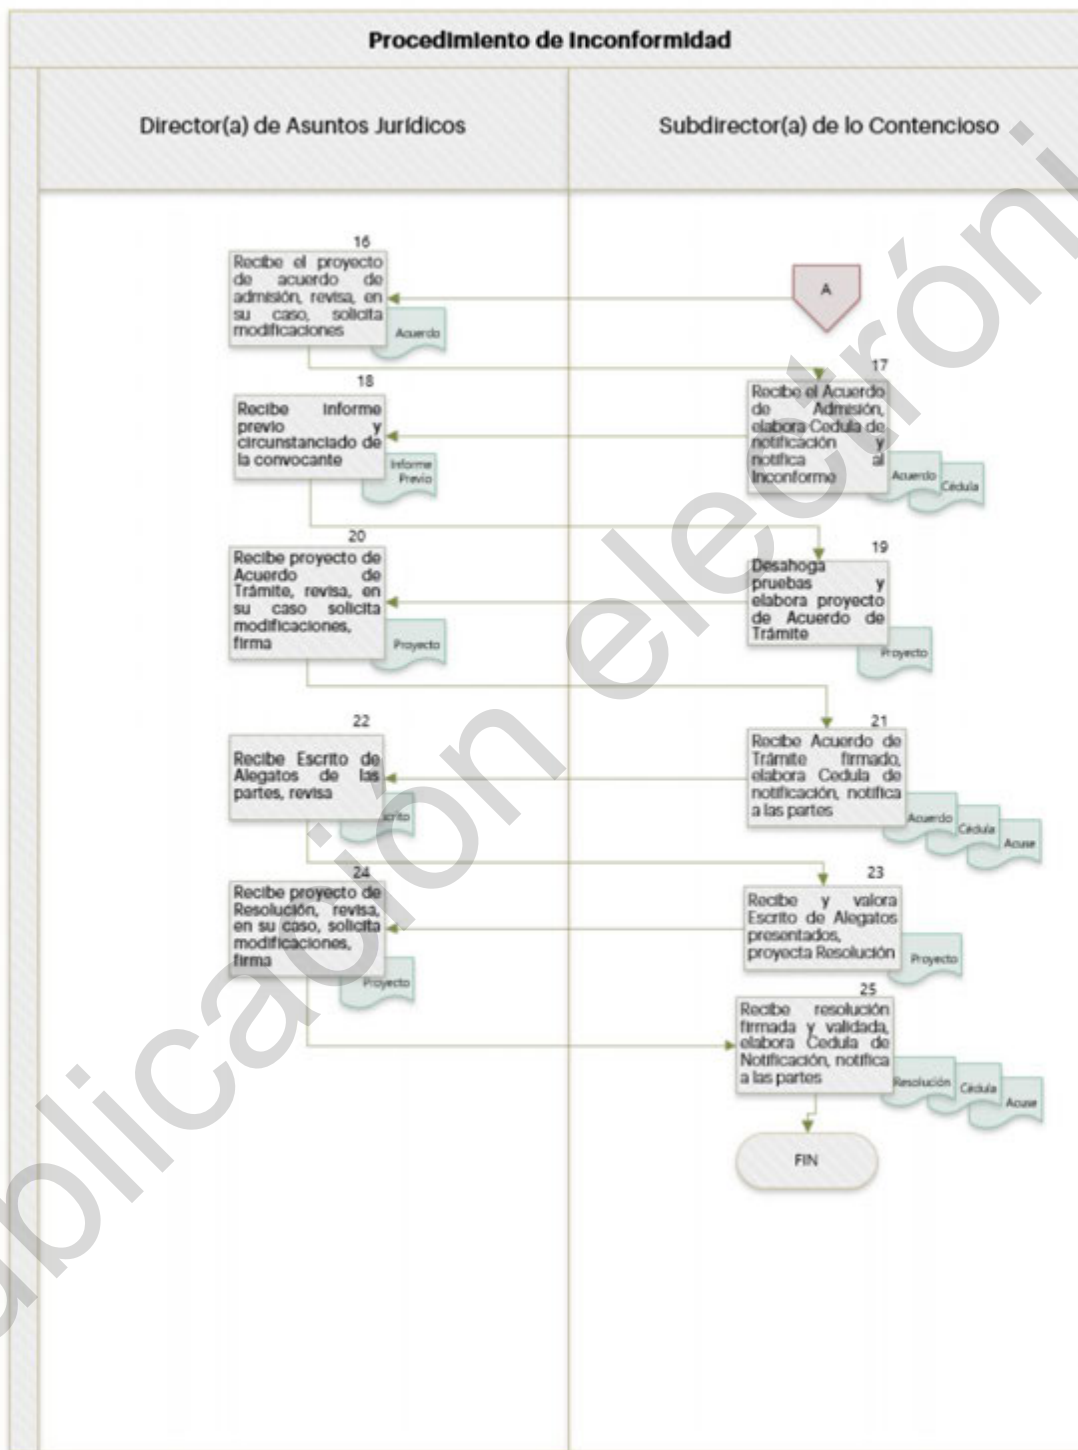 Procedimiento de Inconformidad
Director(a) de Asuntos Jurídicos
Subdirector(a) de lo Contencioso
16
Recibe el proyecto
de acuerdo de
admisión, revisa, en
su caso, solicita
modificaciones
Acuerdo
A
17
Recibe el Acuerdo
de Admisión,
elabora Cedula de
notificación y
notifica al
Inconforme
Acuerdo
Cédula
18
Recibe informe
previo y
circunstanciado de
la convocante
Informe
Previo
19
Desahoga
pruebas y
elabora proyecto
de Acuerdo de
Trámite
Proyecto
20
Recibe proyecto de
Acuerdo de
Trámite, revisa, en
su caso solicita
modificaciones,
firma
Proyecto
21
Recibe Acuerdo de
Trámite firmado,
elabora Cedula de
notificación, notifica
a las partes
Acuerdo
Cédula
Acuse
22
Recibe Escrito de
Alegatos de las
partes, revisa
crito
23
Recibe y valora
Escrito de Alegatos
presentados,
proyecta Resolución
Proyecto
24
Recibe proyecto de
Resolución, revisa,
en su caso, solicita
modificaciones,
firma
Proyecto
25
Recibe resolución
firmada y validada,
elabora Cedula de
Notificación, notifica
a las partes
Resolución
Cédula
Acuse
FIN
ublicación electróni